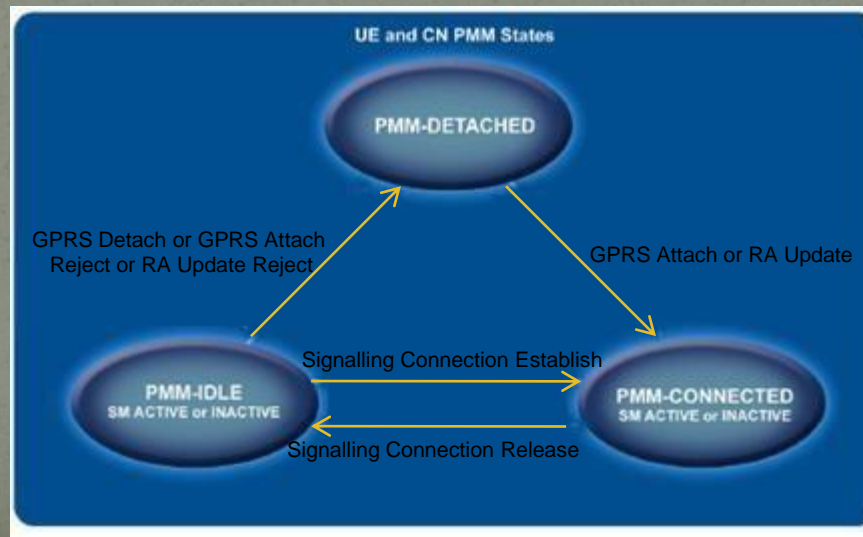 UE and CN PMM States
PMM-DETACHED
GPRS Detach or GPRS Attach
Reject or RA Update Reject
GPRS Attach or RA Update
Signalling Connection Establish
PMM-IDLE
SM ACTIVE or INACTIVE
PMM-CONNECTED
SM ACTIVE or INACTIVE
Signalling Connection Release